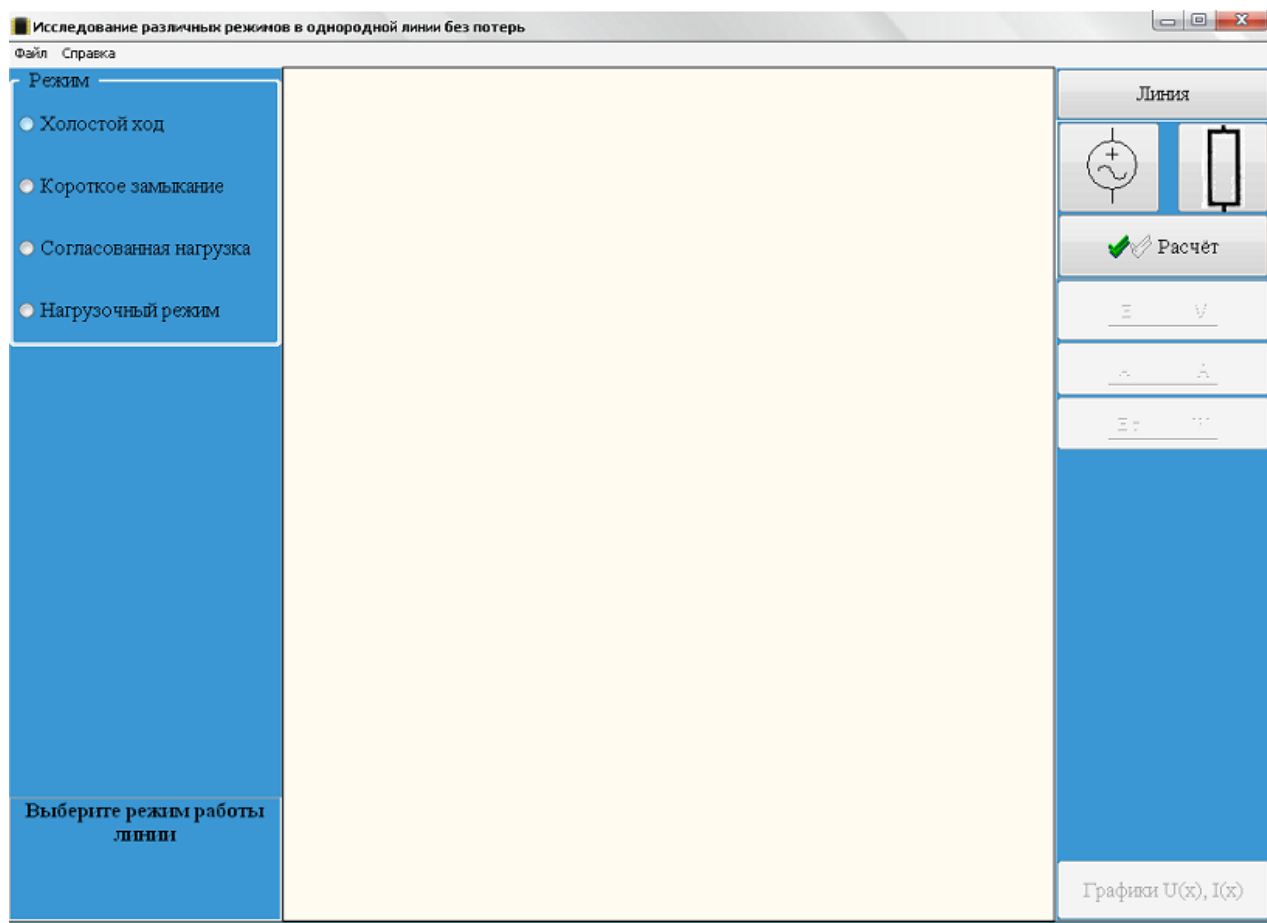 Исследование различных режимов в однородной линии без потерь
Файл Справка
Режим
Холостой ход
Короткое замыкание
Согласованная нагрузка
Нагрузочный режим
Выберите режим работы
линии
Линия
Расчёт
V
A
Графики U(x), I(x)